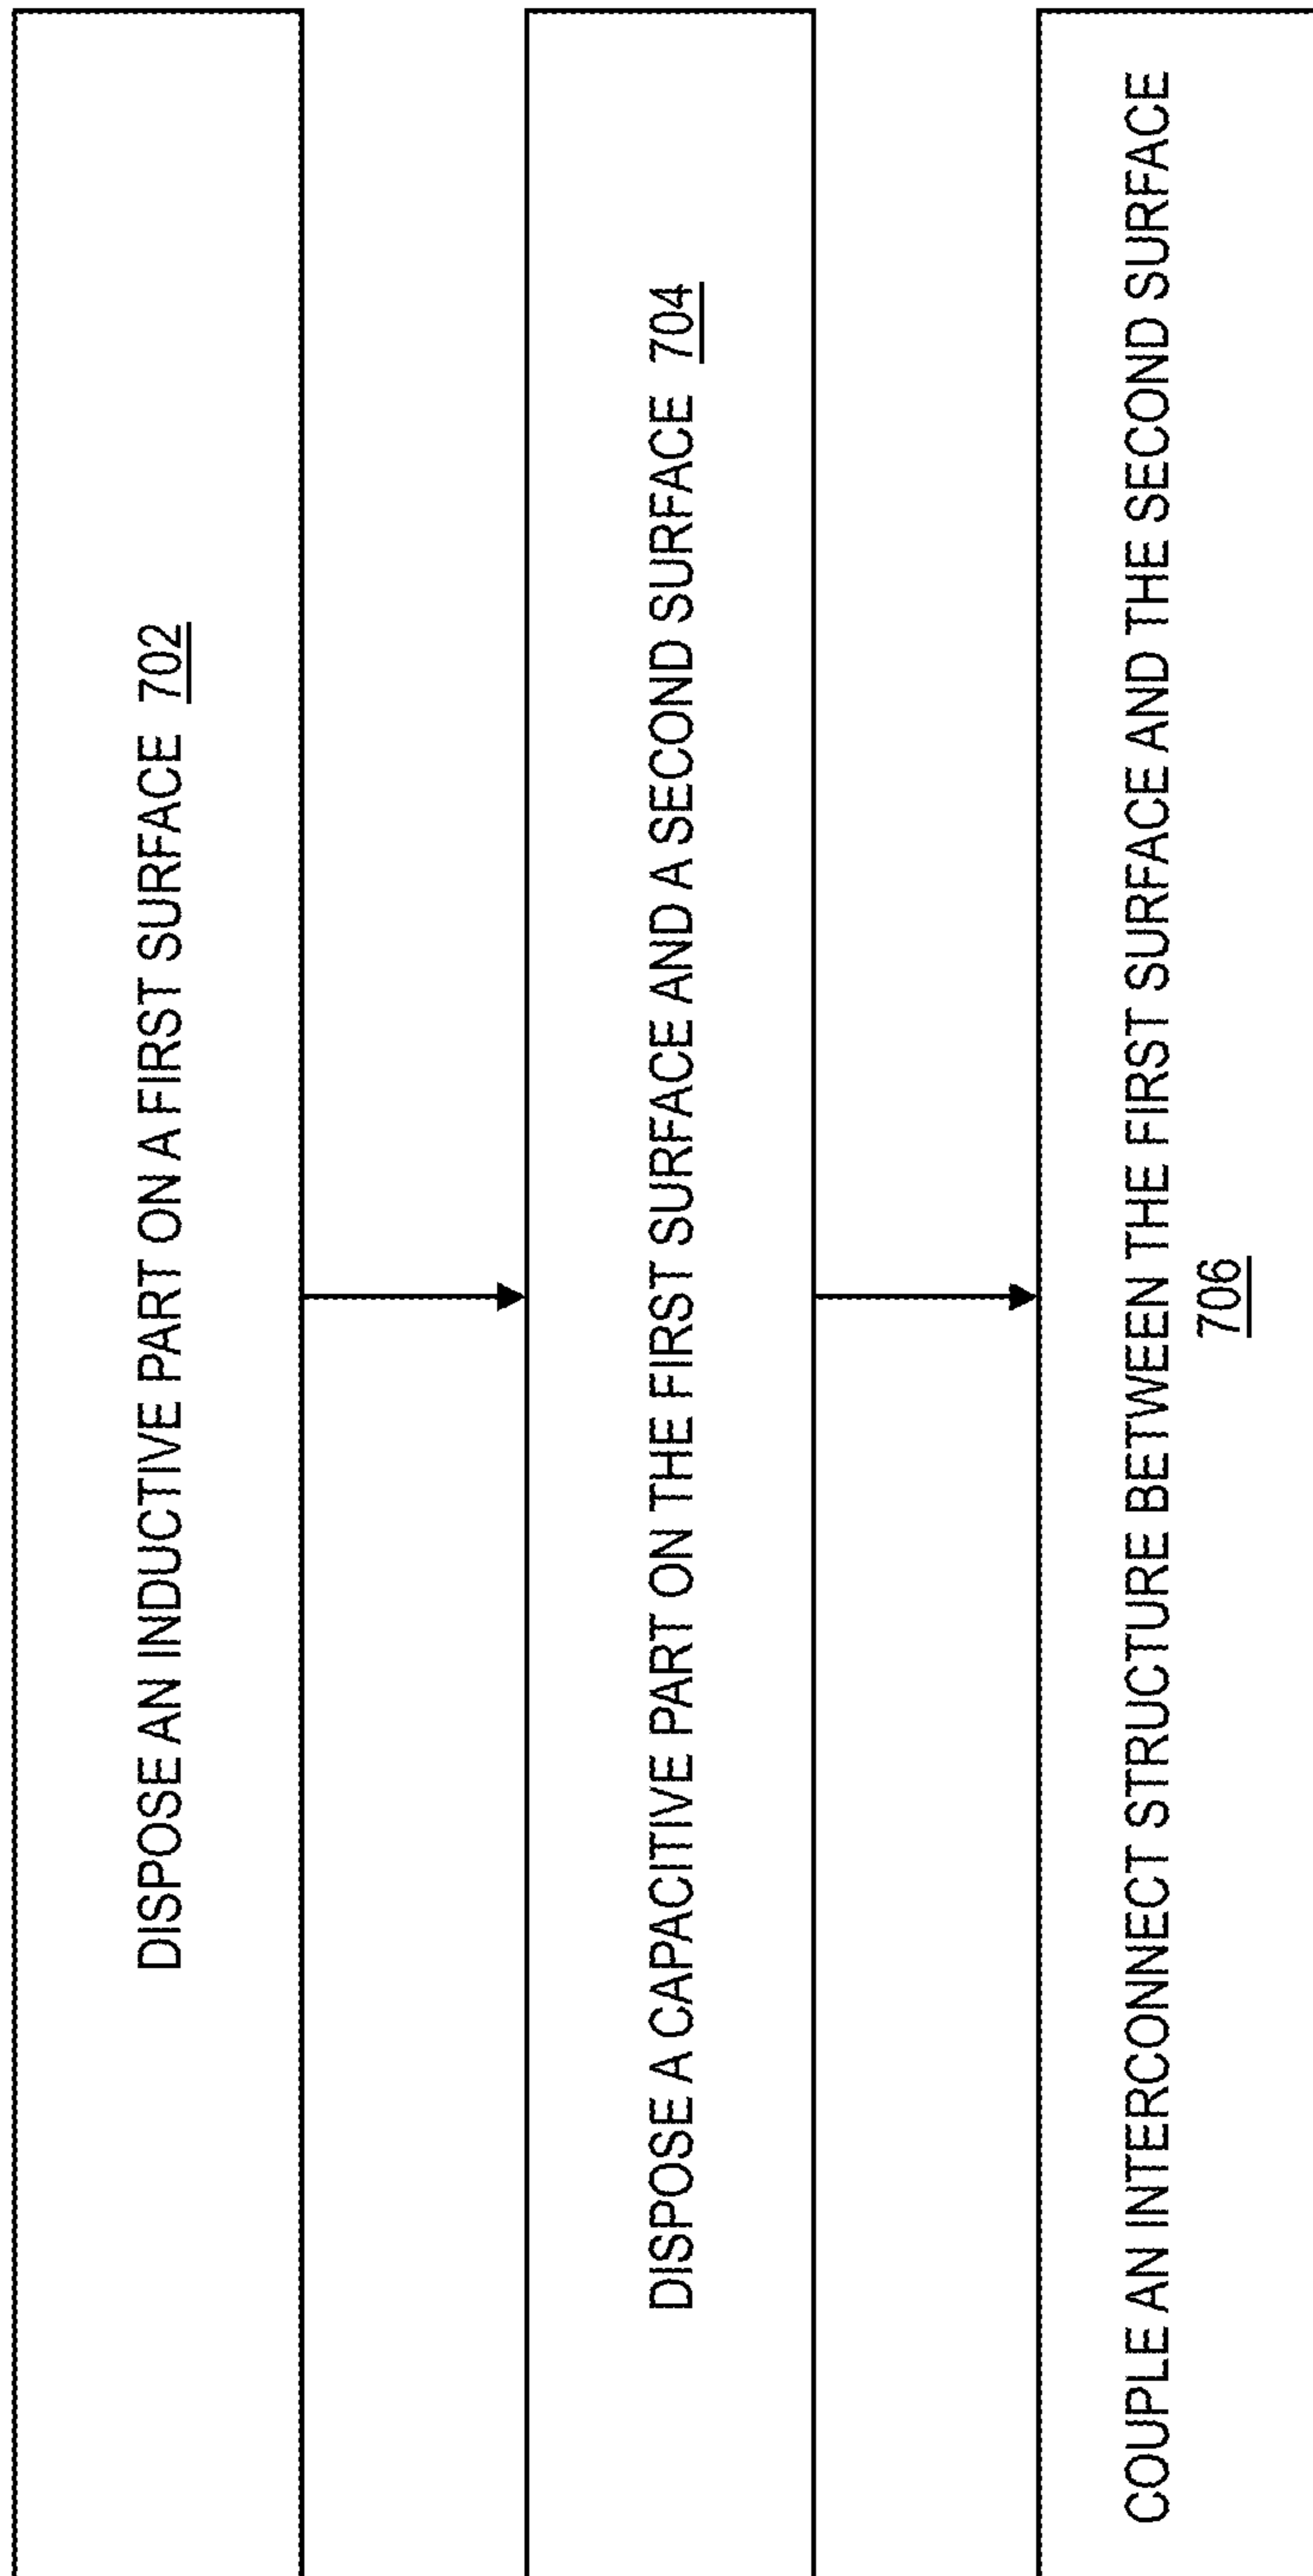 DISPOSE AN INDUCTIVE PART ON A FIRST SURFACE 702
DISPOSE A CAPACITIVE PART ON THE FIRST SURFACE AND A SECOND SURFACE 704
COUPLE AN INTERCONNECT STRUCTURE BETWEEN THE FIRST SURFACE AND THE SECOND SURFACE
706